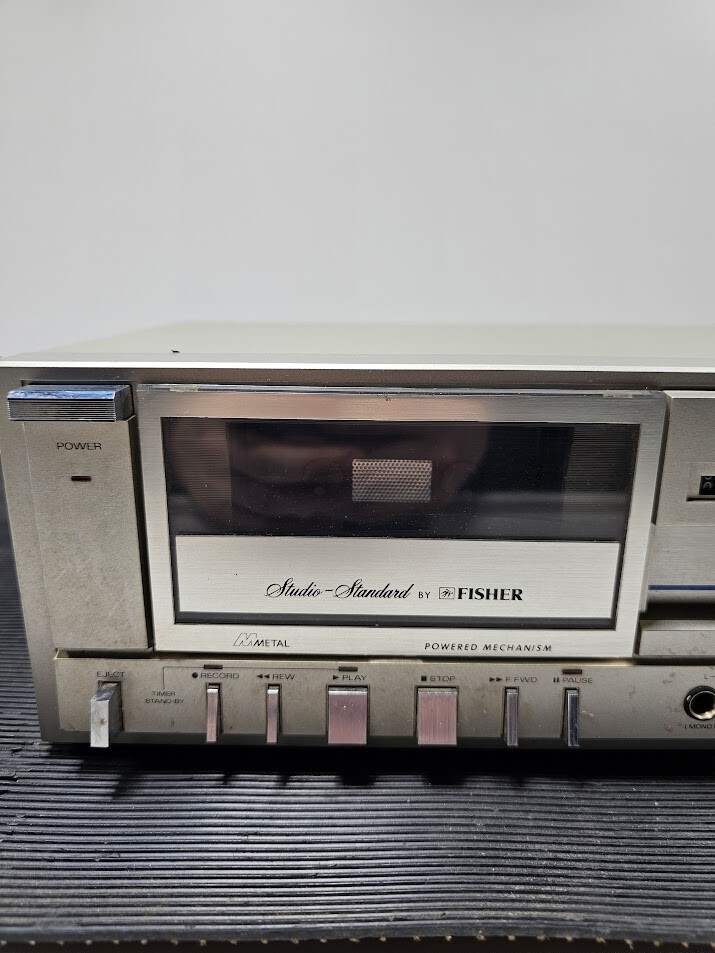 POWER
Studio-Standard BY FISHER
METAL
POWERED MECHANISM
EJECT
TIMER
STAND-BY
● RECORD
◄◄ REW
► PLAY
■ STOP
►► F.FWD
▮▮ PAUSE
L
(MONO